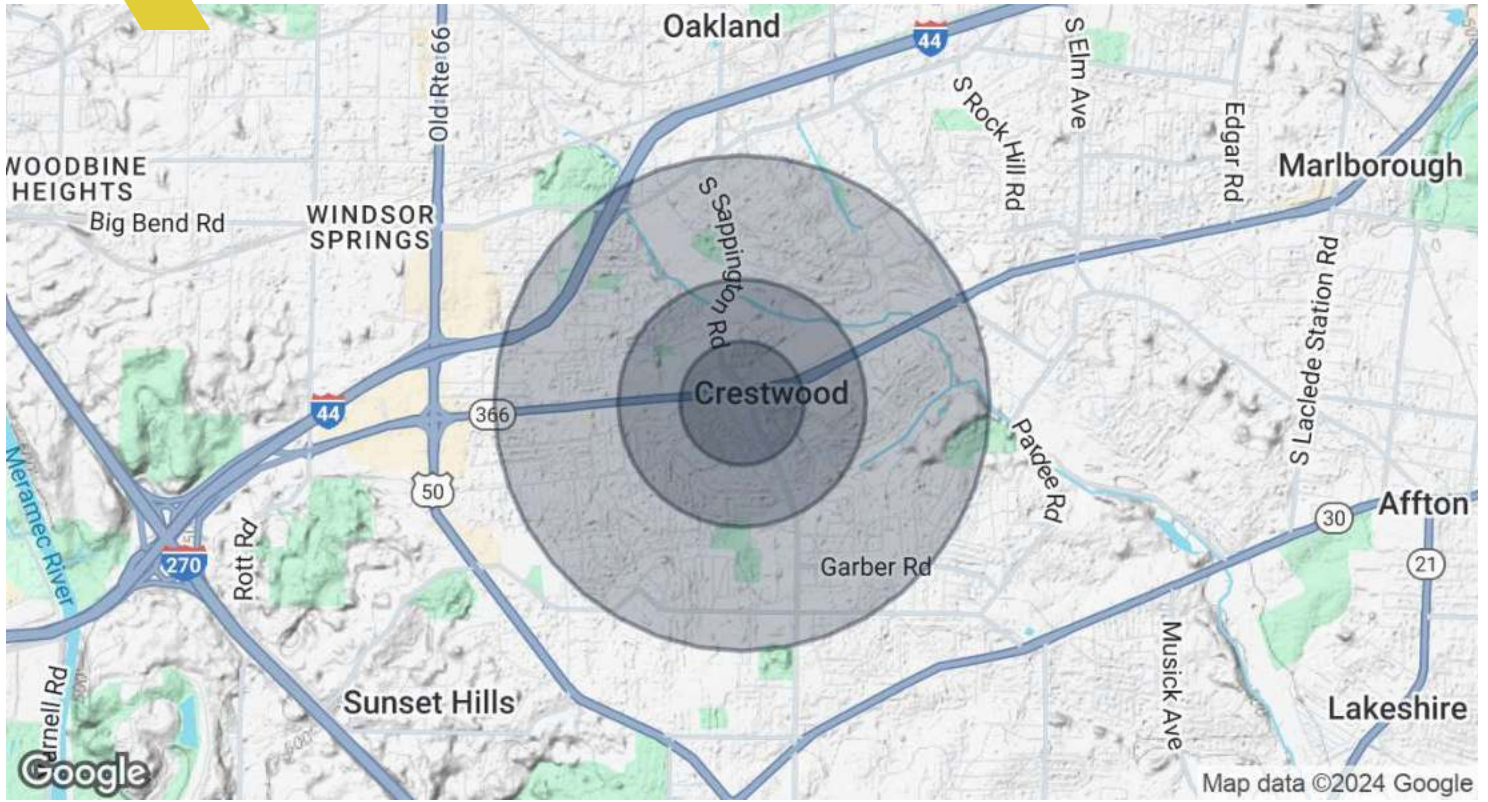 Oakland
44
Old Rte 66
S Elm Ave
S Rock Hill Rd
Edgar Rd
Marlborough
WOODBINE
HEIGHTS
Big Bend Rd
WINDSOR
SPRINGS
S Sappington Rd
S Laclede Station Rd
Crestwood
44
366
50
Meramec River
Pardee Rd
Affton
30
21
270
Rott Rd
Garber Rd
Musick Ave
Sunset Hills
Lakeshire
600
Google
Map data ©2024 Google